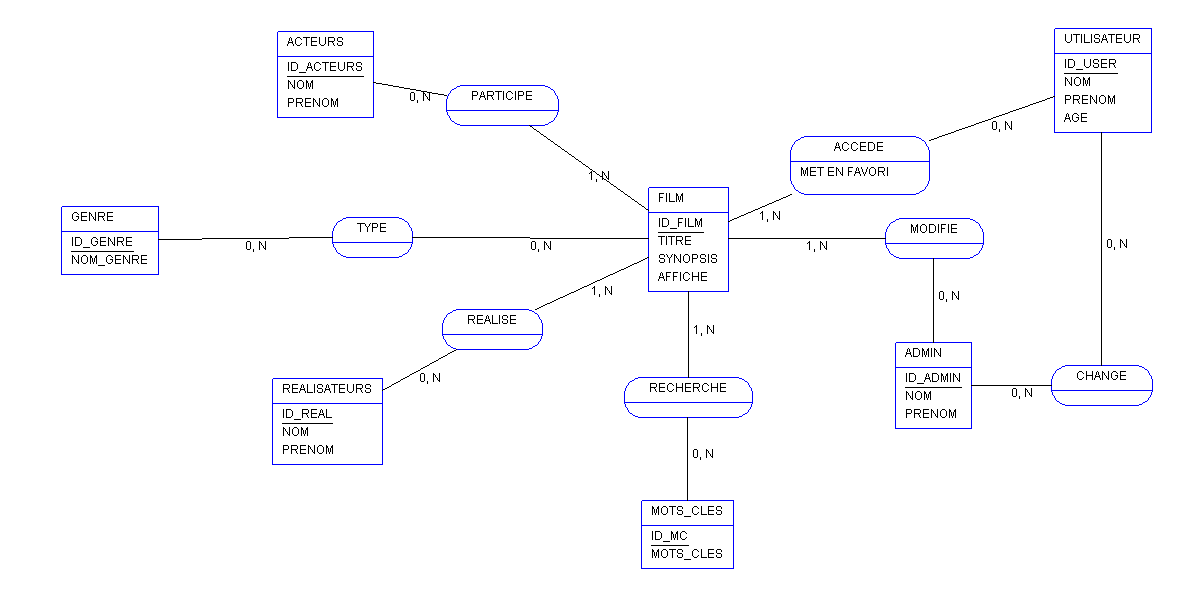 ACTEURS
ID_ACTEURS
NOM
PRENOM
0, N
PARTICIPE
1, N
UTILISATEUR
ID_USER
NOM
PRENOM
AGE
0, N
ACCEDE
MET EN FAVORI
1, N
GENRE
ID_GENRE
NOM_GENRE
0, N
TYPE
0, N
FILM
ID_FILM
TITRE
SYNOPSIS
AFFICHE
1, N
MODIFIE
0, N
0, N
REALISE
1, N
0, N
REALISATEURS
ID_REAL
NOM
PRENOM
1, N
RECHERCHE
0, N
MOTS_CLES
ID_MC
MOTS_CLES
ADMIN
ID_ADMIN
NOM
PRENOM
0, N
CHANGE